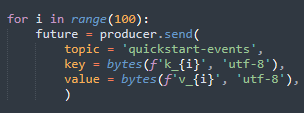 for i in range(100):
    future = producer.send(
        topic = 'quickstart-events',
        key = bytes(f'k_{i}', 'utf-8'),
        value = bytes(f'v_{i}', 'utf-8'),
        )